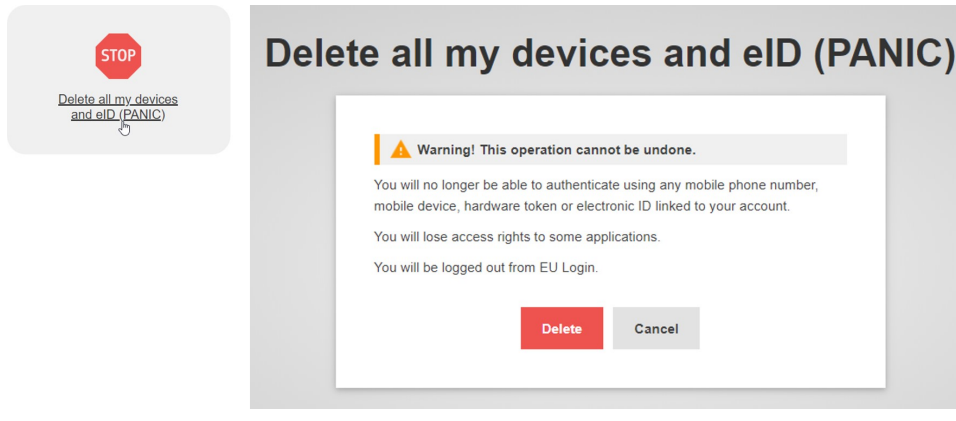 STOP
Delete all my devices
and eID (PANIC)
Delete all my devices and eID (PANIC)
Warning! This operation cannot be undone.
You will no longer be able to authenticate using any mobile phone number,
mobile device, hardware token or electronic ID linked to your account.
You will lose access rights to some applications.
You will be logged out from EU Login.
Delete
Cancel